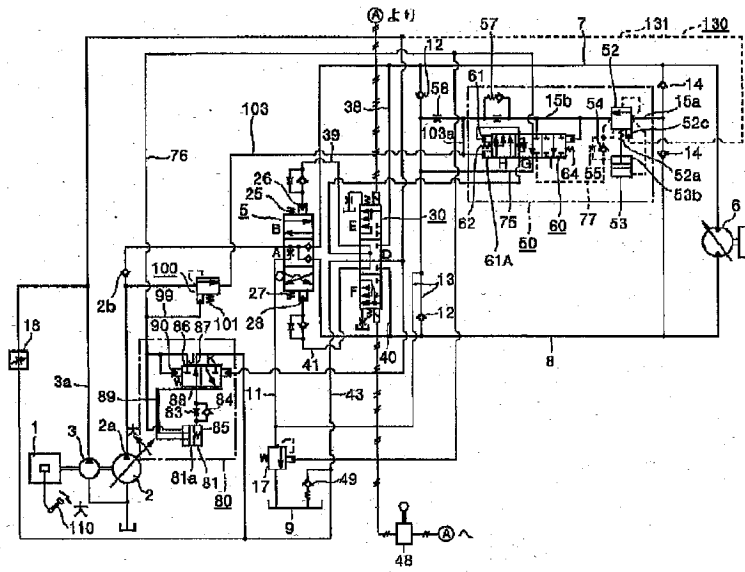 Aより
131
130
12
57
7
52
14
61
58
15b
54
15a
52c
38
103
103a
39
76
26
25
5
B
E
30
H
G
62
75
64
55
52a
53b
61A
60
77
53
14
50
6
A
D
2b
100
C
27
28
F
13
12
99
101
18
90
86
87
J
K
W
41
40
8
3a
89
88
84
83
11
43
85
2a
大
1
3
2
81a
81
80
W
17
49
9
大
110
48
Aへ